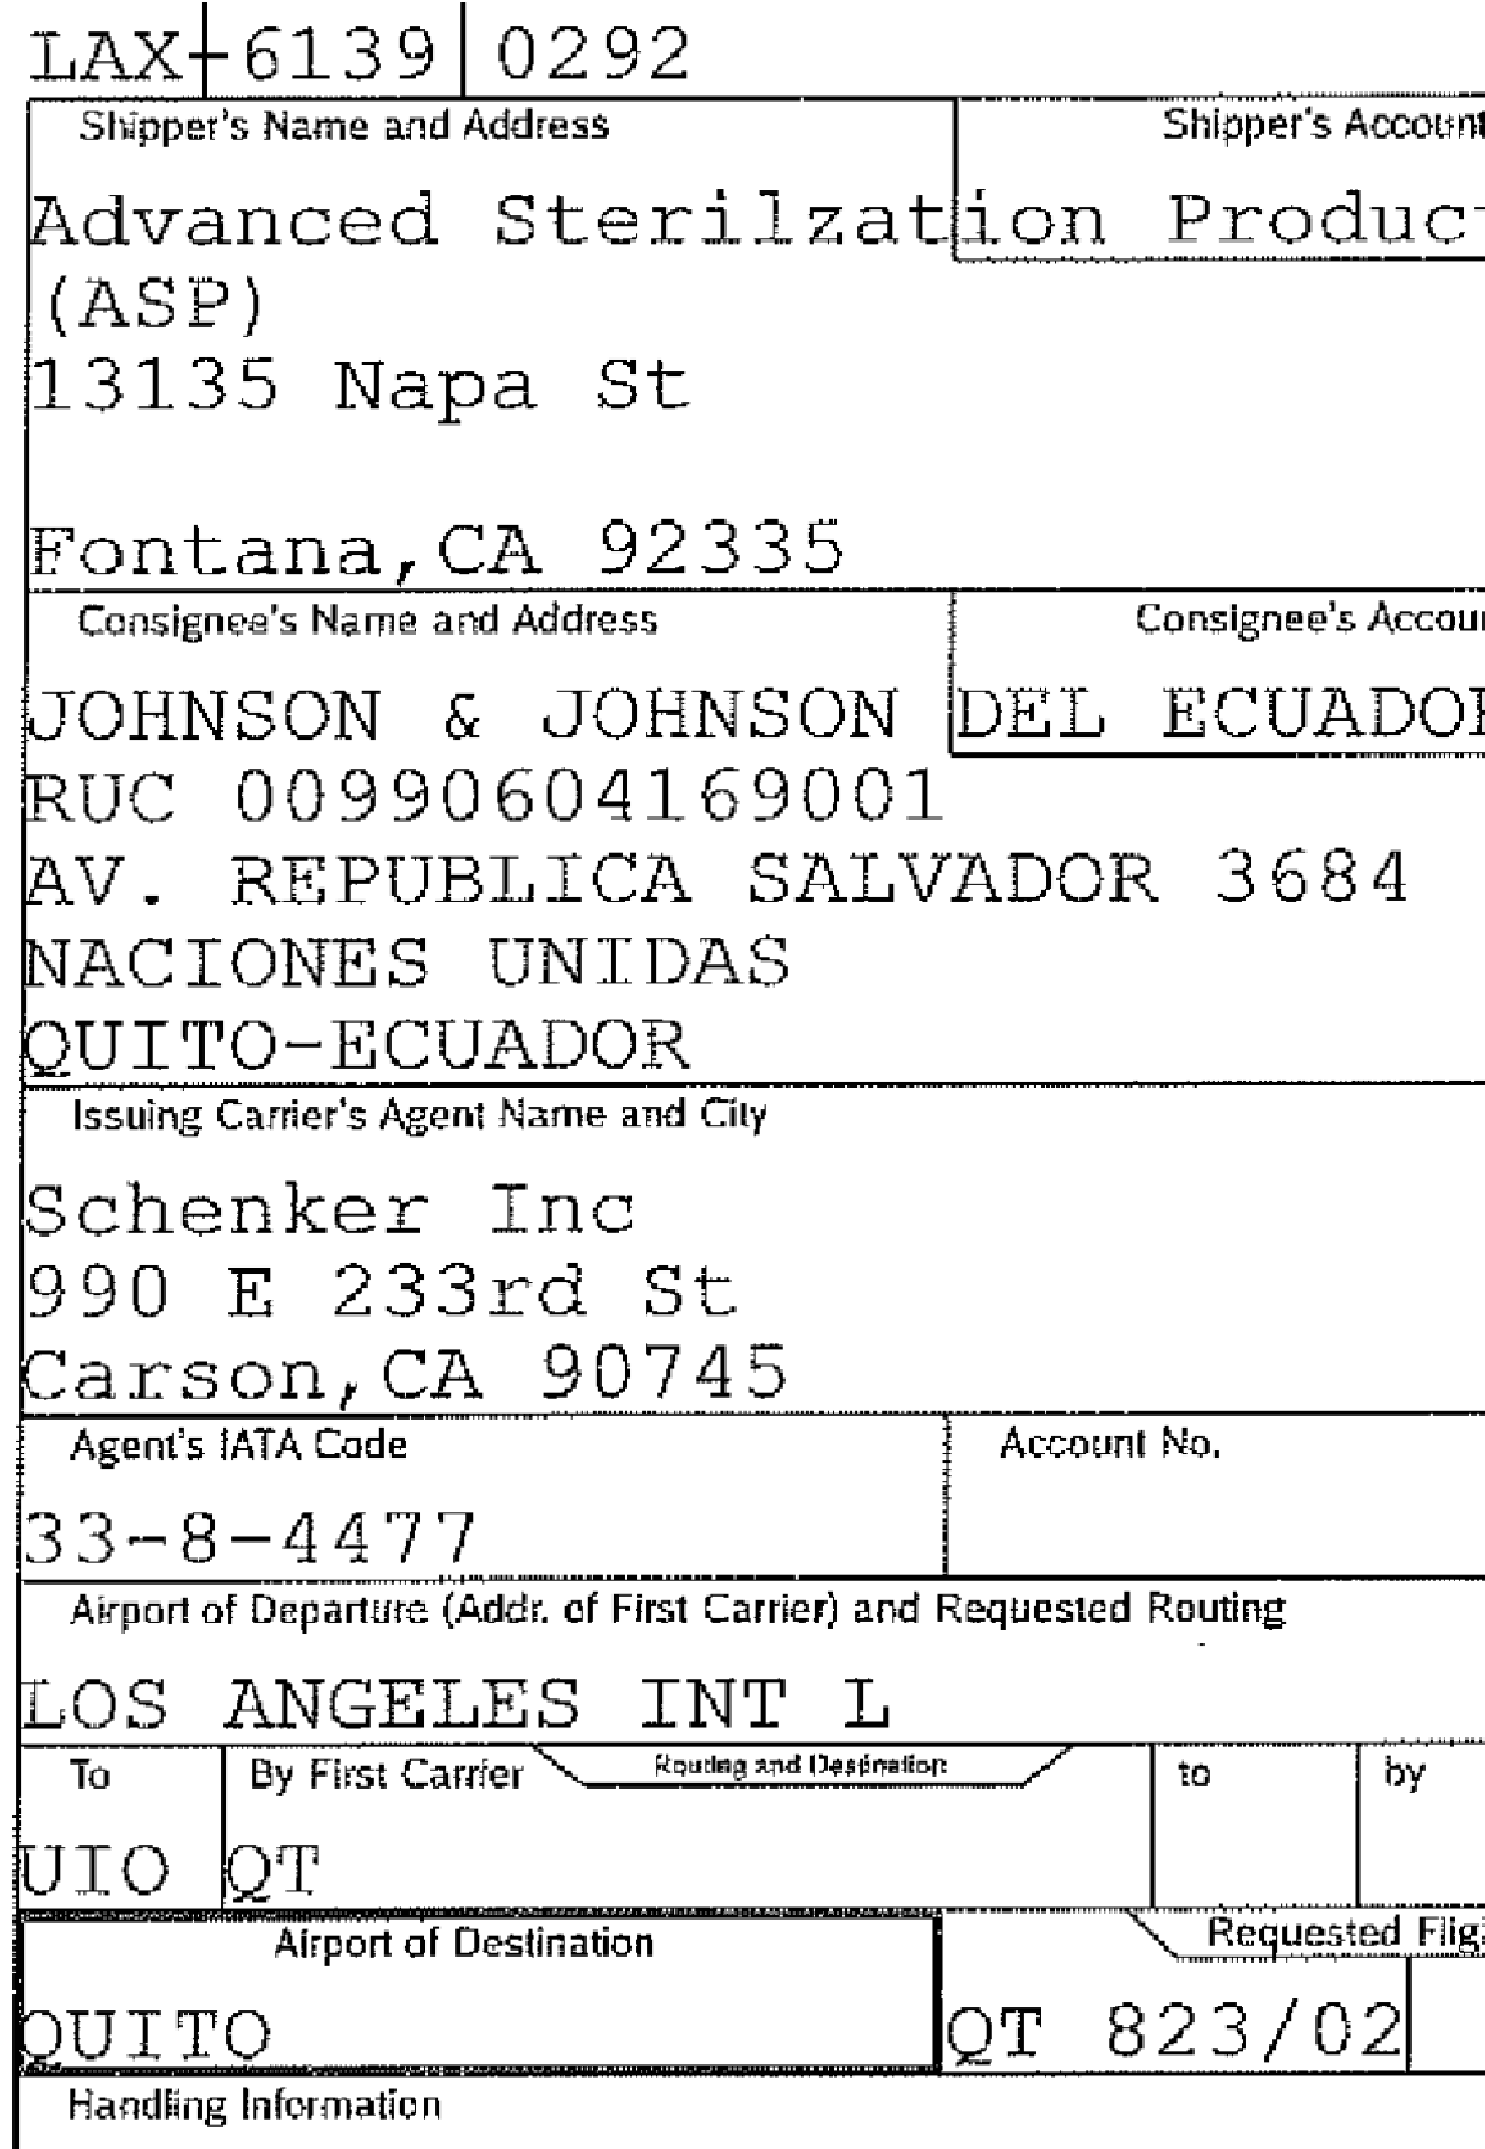 LAX-6139 0292
Shipper's Name and Address Shipper's Account
Advanced Sterilzation Produc
(ASP)
13135 Napa St
Fontana,CA 92335
Consignee's Name and Address Consignee's Accou
JOHNSON & JOHNSON DEL ECUADOR
RUC 00990604169001
AV. REPUBLICA SALVADOR 3684
NACIONES UNIDAS
QUITO-ECUADOR
Issuing Carrier's Agent Name and City
Schenker Inc
990 E 233rd St
Carson,CA 90745
Agent's IATA Code Account No.
33-8-4477
Airport of Departure (Addr. of First Carrier) and Requested Routing
LOS ANGELES INT L
To By First Carrier Routing and Destination to by
UIO QT
Airport of Destination Requested Flig
QUITO QT 823/02
Handling Information